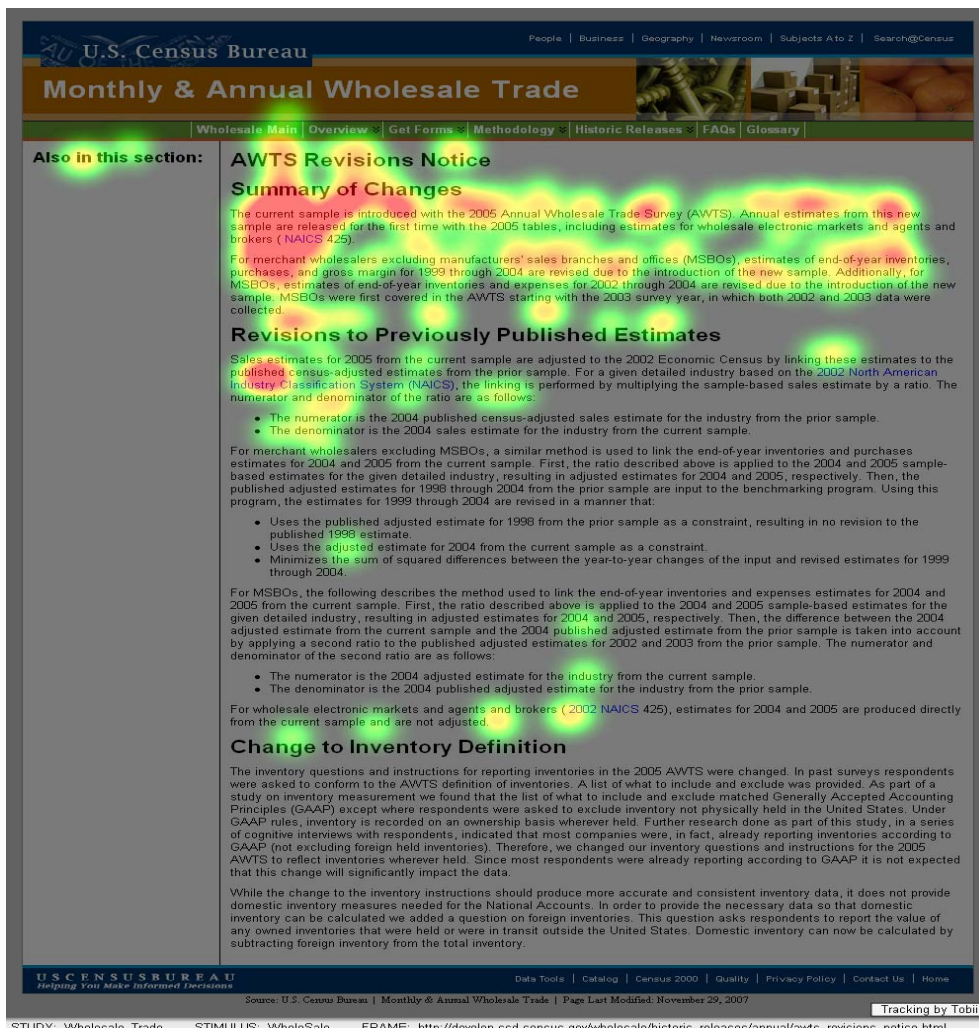 U.S. Census Bureau
People | Business | Geography | Newsroom | Subjects A to Z | Search@Census
Monthly & Annual Wholesale Trade
Wholesale Main | Overview | Get Forms | Methodology | Historic Releases | FAQs | Glossary
Also in this section:
AWTS Revisions Notice
Summary of Changes
The current sample is introduced with the 2005 Annual Wholesale Trade Survey (AWTS). Annual estimates from this new
sample are released for the first time with the 2005 tables, including estimates for wholesale electronic markets and agents and
brokers ( NAICS 425).
For merchant wholesalers excluding manufacturers' sales branches and offices (MSBOs), estimates of end-of-year inventories,
purchases, and gross margin for 1999 through 2004 are revised due to the introduction of the new sample. Additionally, for
MSBOs, estimates of end-of-year inventories and expenses for 2002 through 2004 are revised due to the introduction of the new
sample. MSBOs were first covered in the AWTS starting with the 2003 survey year, in which both 2002 and 2003 data were
collected.
Revisions to Previously Published Estimates
Sales estimates for 2005 from the current sample are adjusted to the 2002 Economic Census by linking these estimates to the
published census-adjusted estimates from the prior sample. For a given detailed industry based on the 2002 North American
Industry Classification System (NAICS), the linking is performed by multiplying the sample-based sales estimate by a ratio. The
numerator and denominator of the ratio are as follows:
• The numerator is the 2004 published census-adjusted sales estimate for the industry from the prior sample.
• The denominator is the 2004 sales estimate for the industry from the current sample.
For merchant wholesalers excluding MSBOs, a similar method is used to link the end-of-year inventories and purchases
estimates for 2004 and 2005 from the current sample. First, the ratio described above is applied to the 2004 and 2005 sample-
based estimates for the given detailed industry, resulting in adjusted estimates for 2004 and 2005, respectively. Then, the
published adjusted estimates for 1998 through 2004 from the prior sample are input to the benchmarking program. Using this
program, the estimates for 1999 through 2004 are revised in a manner that:
• Uses the published adjusted estimate for 1998 from the prior sample as a constraint, resulting in no revision to the
published 1998 estimate.
• Uses the adjusted estimate for 2004 from the current sample as a constraint.
• Minimizes the sum of squared differences between the year-to-year changes of the input and revised estimates for 1999
through 2004.
For MSBOs, the following describes the method used to link the end-of-year inventories and expenses estimates for 2004 and
2005 from the current sample. First, the ratio described above is applied to the 2004 and 2005 sample-based estimates for the
given detailed industry, resulting in adjusted estimates for 2004 and 2005, respectively. Then, the difference between the 2004
adjusted estimate from the current sample and the 2004 published adjusted estimate from the prior sample is taken into account
by applying a second ratio to the published adjusted estimates for 2002 and 2003 from the prior sample. The numerator and
denominator of the second ratio are as follows:
• The numerator is the 2004 adjusted estimate for the industry from the current sample.
• The denominator is the 2004 published adjusted estimate for the industry from the prior sample.
For wholesale electronic markets and agents and brokers ( 2002 NAICS 425), estimates for 2004 and 2005 are produced directly
from the current sample and are not adjusted.
Change to Inventory Definition
The inventory questions and instructions for reporting inventories in the 2005 AWTS were changed. In past surveys respondents
were asked to conform to the AWTS definition of inventories. A list of what to include and exclude was provided. As part of a
study on inventory measurement we found that the list of what to include and exclude matched Generally Accepted Accounting
Principles (GAAP) except where respondents were asked to exclude inventory not physically held in the United States. Under
GAAP rules, inventory is recorded on an ownership basis wherever held. Further research done as part of this study, in a series
of cognitive interviews with respondents, indicated that most companies were, in fact, already reporting inventories according to
GAAP (not excluding foreign held inventories). Therefore, we changed our inventory questions and instructions for the 2005
AWTS to reflect inventories wherever held. Since most respondents were already reporting according to GAAP it is not expected
that this change will significantly impact the data.
While the change to the inventory instructions should produce more accurate and consistent inventory data, it does not provide
domestic inventory measures needed for the National Accounts. In order to provide the necessary data so that domestic
inventory can be calculated we added a question on foreign inventories. This question asks respondents to report the value of
any owned inventories that were held or were in transit outside the United States. Domestic inventory can now be calculated by
subtracting foreign inventory from the total inventory.
USCENSUSBUREAU
Helping You Make Informed Decisions
Data Tools | Catalog | Census 2000 | Quality | Privacy Policy | Contact Us | Home
Source: U.S. Census Bureau | Monthly & Annual Wholesale Trade | Page Last Modified: November 29, 2007
Tracking by Tobii
STUDY: Wholesale Trade STIMULUS: WholeSale FRAME: http://develop.ssd.census.gov/wholesale/historic_releases/annual/awts_revisions_notice.html